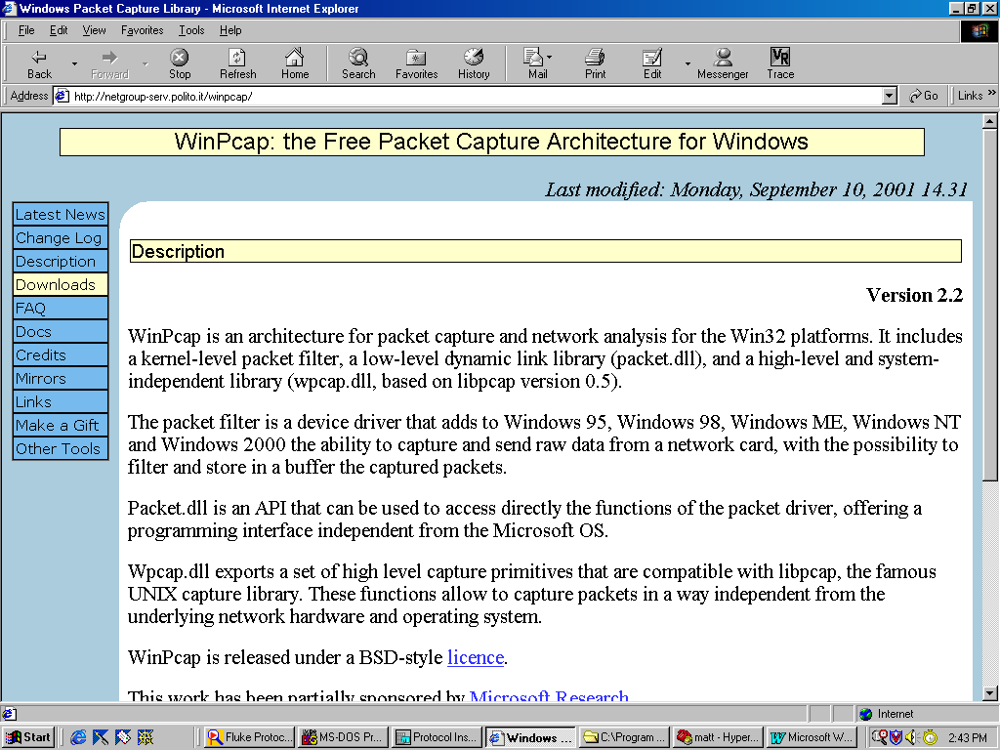 Windows Packet Capture Library - Microsoft Internet Explorer
File Edit View Favorites Tools Help
Back Forward Stop Refresh Home Search Favorites History Mail Print Edit Messenger Trace
Address http://netgroup-serv.polito.it/winpcap/ Go Links »
WinPcap: the Free Packet Capture Architecture for Windows
Last modified: Monday, September 10, 2001 14.31
Latest News
Change Log
Description
Downloads
FAQ
Docs
Credits
Mirrors
Links
Make a Gift
Other Tools
Description
Version 2.2
WinPcap is an architecture for packet capture and network analysis for the Win32 platforms. It includes
a kernel-level packet filter, a low-level dynamic link library (packet.dll), and a high-level and system-
independent library (wpcap.dll, based on libpcap version 0.5).
The packet filter is a device driver that adds to Windows 95, Windows 98, Windows ME, Windows NT
and Windows 2000 the ability to capture and send raw data from a network card, with the possibility to
filter and store in a buffer the captured packets.
Packet.dll is an API that can be used to access directly the functions of the packet driver, offering a
programming interface independent from the Microsoft OS.
Wpcap.dll exports a set of high level capture primitives that are compatible with libpcap, the famous
UNIX capture library. These functions allow to capture packets in a way independent from the
underlying network hardware and operating system.
WinPcap is released under a BSD-style licence.
This work has been partially sponsored by Microsoft Research
Internet
Start Fluke Protoc... MS-DOS Pr... Protocol Ins... Windows ... C:\Program ... matt - Hyper... Microsoft W... 2:43 PM